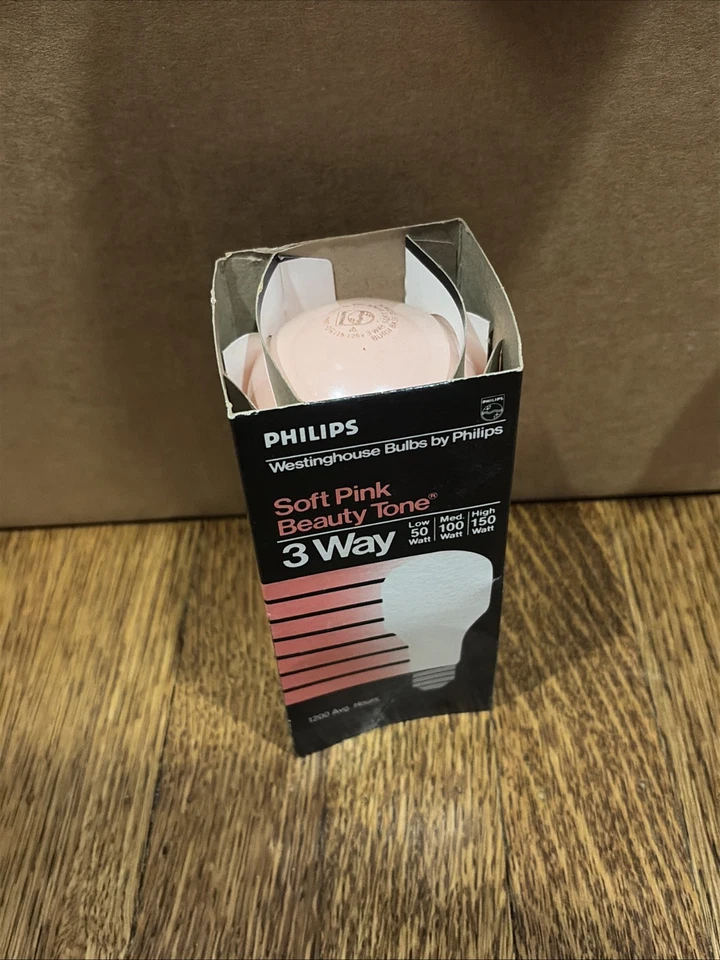 PHILIPS
PHILIPS
Westinghouse Bulbs by Philips
Soft Pink
Beauty Tone®
3 Way
Low
50
Watt
Med.
100
Watt
High
150
Watt
1200 Avg. Hours